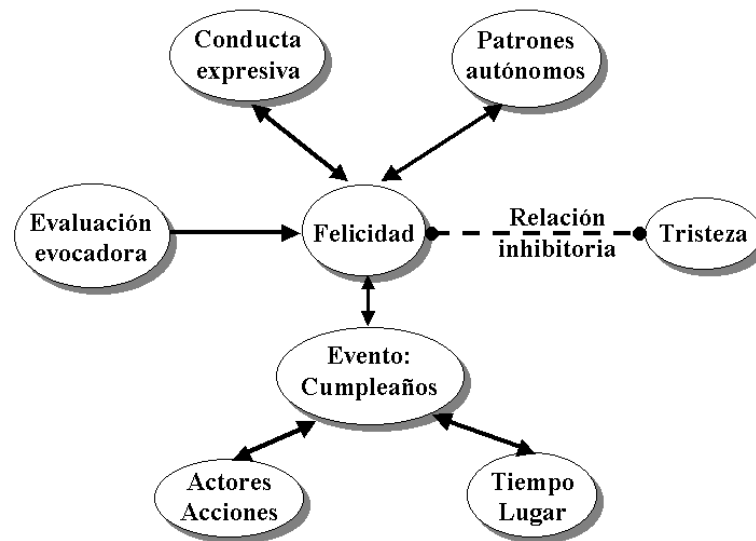 Conducta
expresiva
Patrones
autónomos
Evaluación
evocadora
Felicidad
Relación
inhibitoria
Tristeza
Evento:
Cumpleaños
Actores
Acciones
Tiempo
Lugar